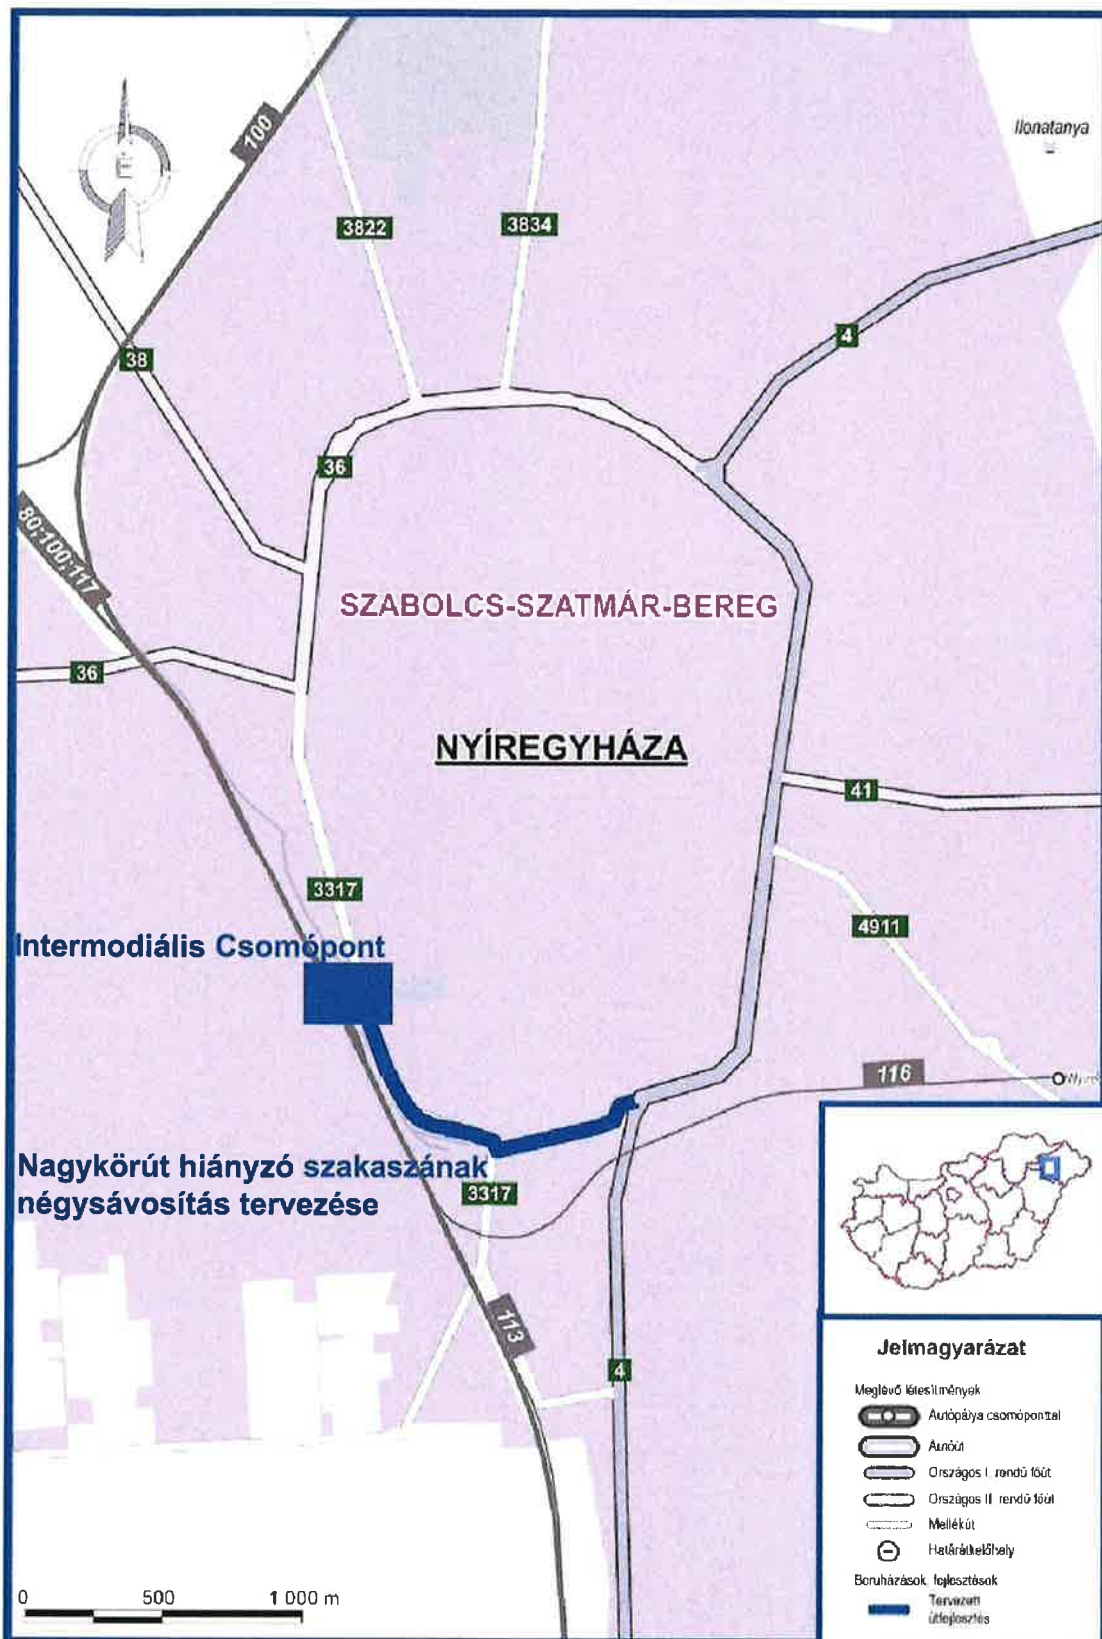 100
Ilonatanya
É
3822
3834
4
38
36
80;100;117
SZABOLCS-SZATMÁR-BEREG
36
NYÍREGYHÁZA
41
3317
4911
Intermodiális Csomópont
116
Nagykörút hiányzó szakaszának
négysávosítás tervezése
3317
113
4
Jelmagyarázat
Meglévő létesítmények
Autópálya csomóponttal
Autóút
Országos I. rendű főút
Országos II. rendű főút
Mellékút
Határátkelőhely
Beruházások, fejlesztések
Tervezett
útfejlesztés
0 500 1 000 m